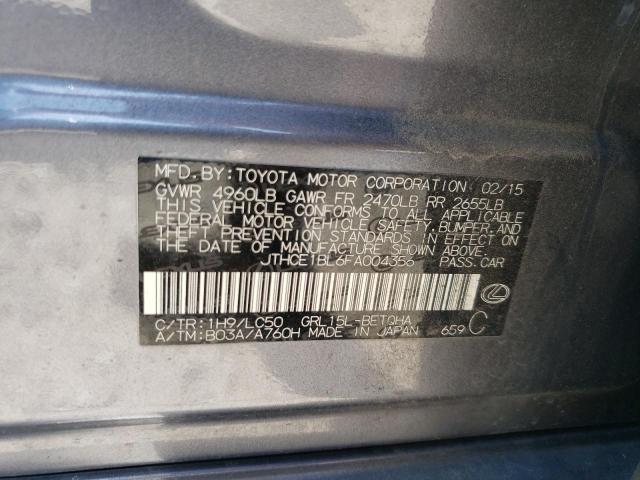 MFD. BY: TOYOTA MOTOR CORPORATION 02/15
GVWR 4960LB GAWR FR 2470LB RR 2655LB
THIS VEHICLE CONFORMS TO ALL APPLICABLE
FEDERAL MOTOR VEHICLE SAFETY, BUMPER, AND
THEFT PREVENTION STANDARDS IN EFFECT ON
THE DATE OF MANUFACTURE SHOWN ABOVE.
JTHCE1BL6FA004356 PASS.CAR
C/TR: 1H9/LC50 GRL15L-BETQHA
A/TM: B03A/A760H MADE IN JAPAN 659 C